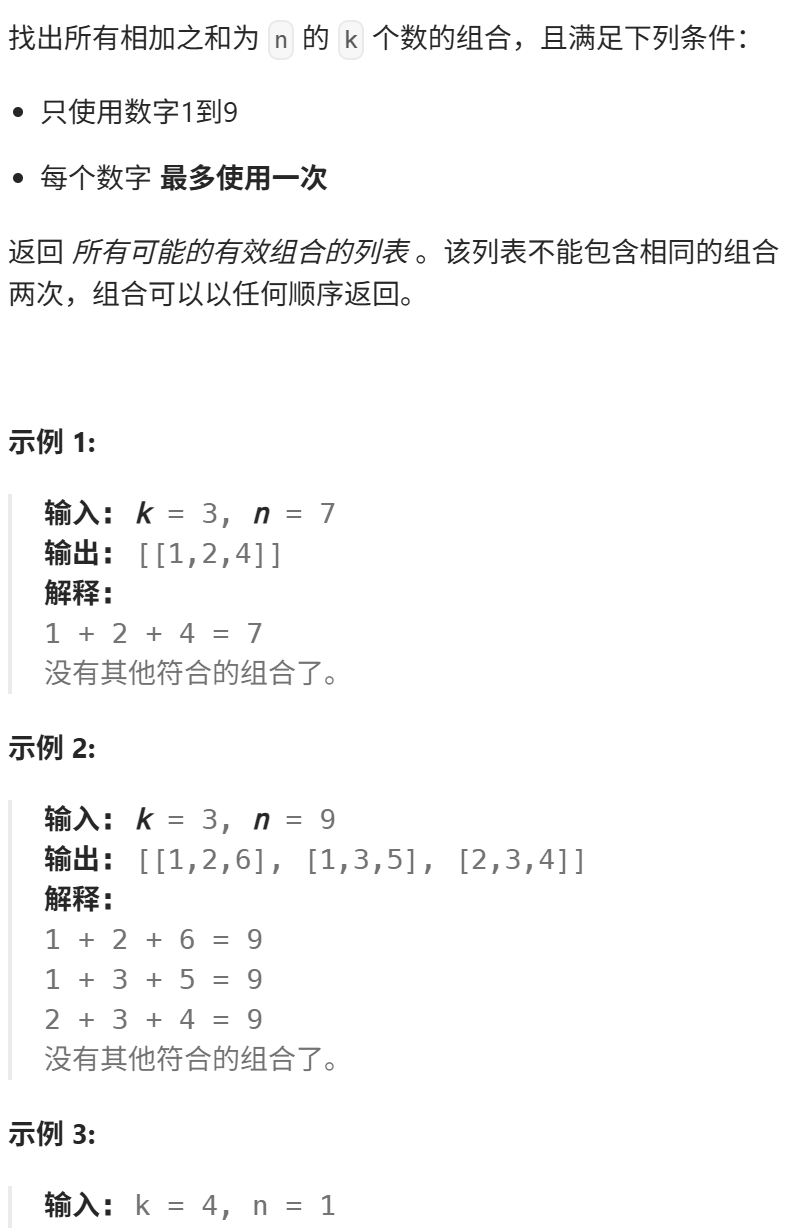 找出所有相加之和为 n 的 k 个数的组合，且满足下列条件：
• 只使用数字1到9
• 每个数字 最多使用一次
返回 所有可能的有效组合的列表 。该列表不能包含相同的组合
两次，组合可以以任何顺序返回。
示例 1:
输入: k = 3, n = 7
输出: [[1,2,4]]
解释:
1 + 2 + 4 = 7
没有其他符合的组合了。
示例 2:
输入: k = 3, n = 9
输出: [[1,2,6], [1,3,5], [2,3,4]]
解释:
1 + 2 + 6 = 9
1 + 3 + 5 = 9
2 + 3 + 4 = 9
没有其他符合的组合了。
示例 3:
输入: k = 4, n = 1